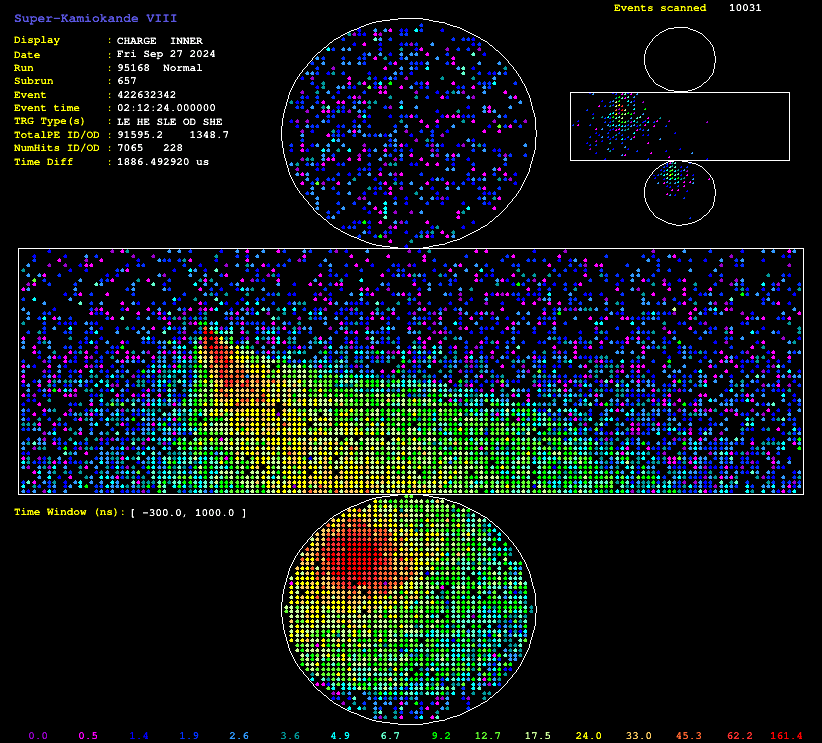 Super-Kamiokande VIII
Events scanned 10031
Display : CHARGE INNER
Date : Fri Sep 27 2024
Run : 95168 Normal
Subrun : 657
Event : 422632342
Event time : 02:12:24.000000
TRG Type(s) : LE HE SLE OD SHE
TotalPE ID/OD : 91595.2 1348.7
NumHits ID/OD : 7065 228
Time Diff : 1886.492920 us
Time Window (ns): [ -300.0, 1000.0 ]
0.0 0.5 1.4 1.9 2.6 3.6 4.9 6.7 9.2 12.7 17.5 24.0 33.0 45.3 62.2 161.4